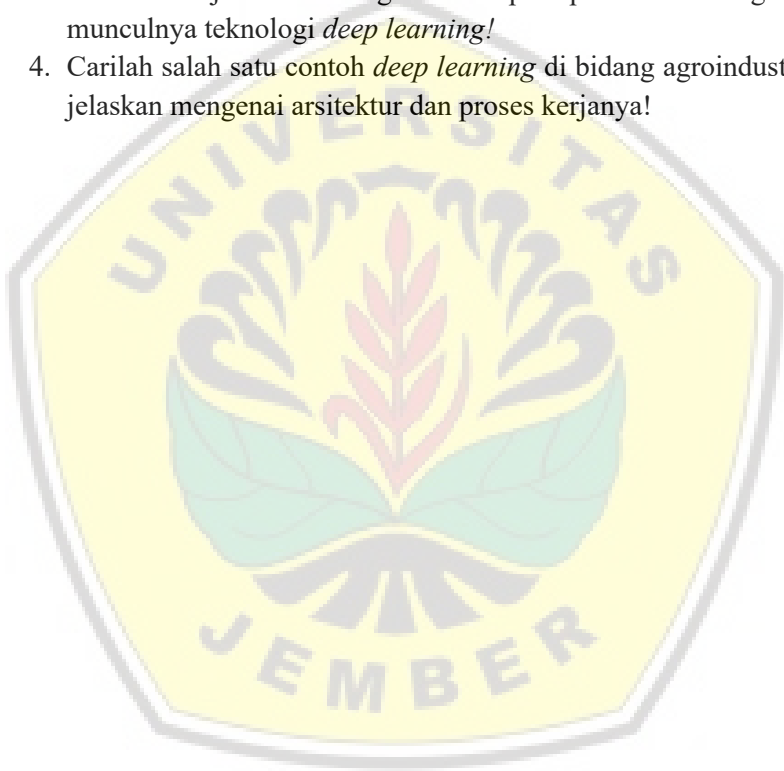 munculnya teknologi deep learning!
4. Carilah salah satu contoh deep learning di bidang agroindust
jelaskan mengenai arsitektur dan proses kerjanya!
UNIVERSITAS
JEMBER